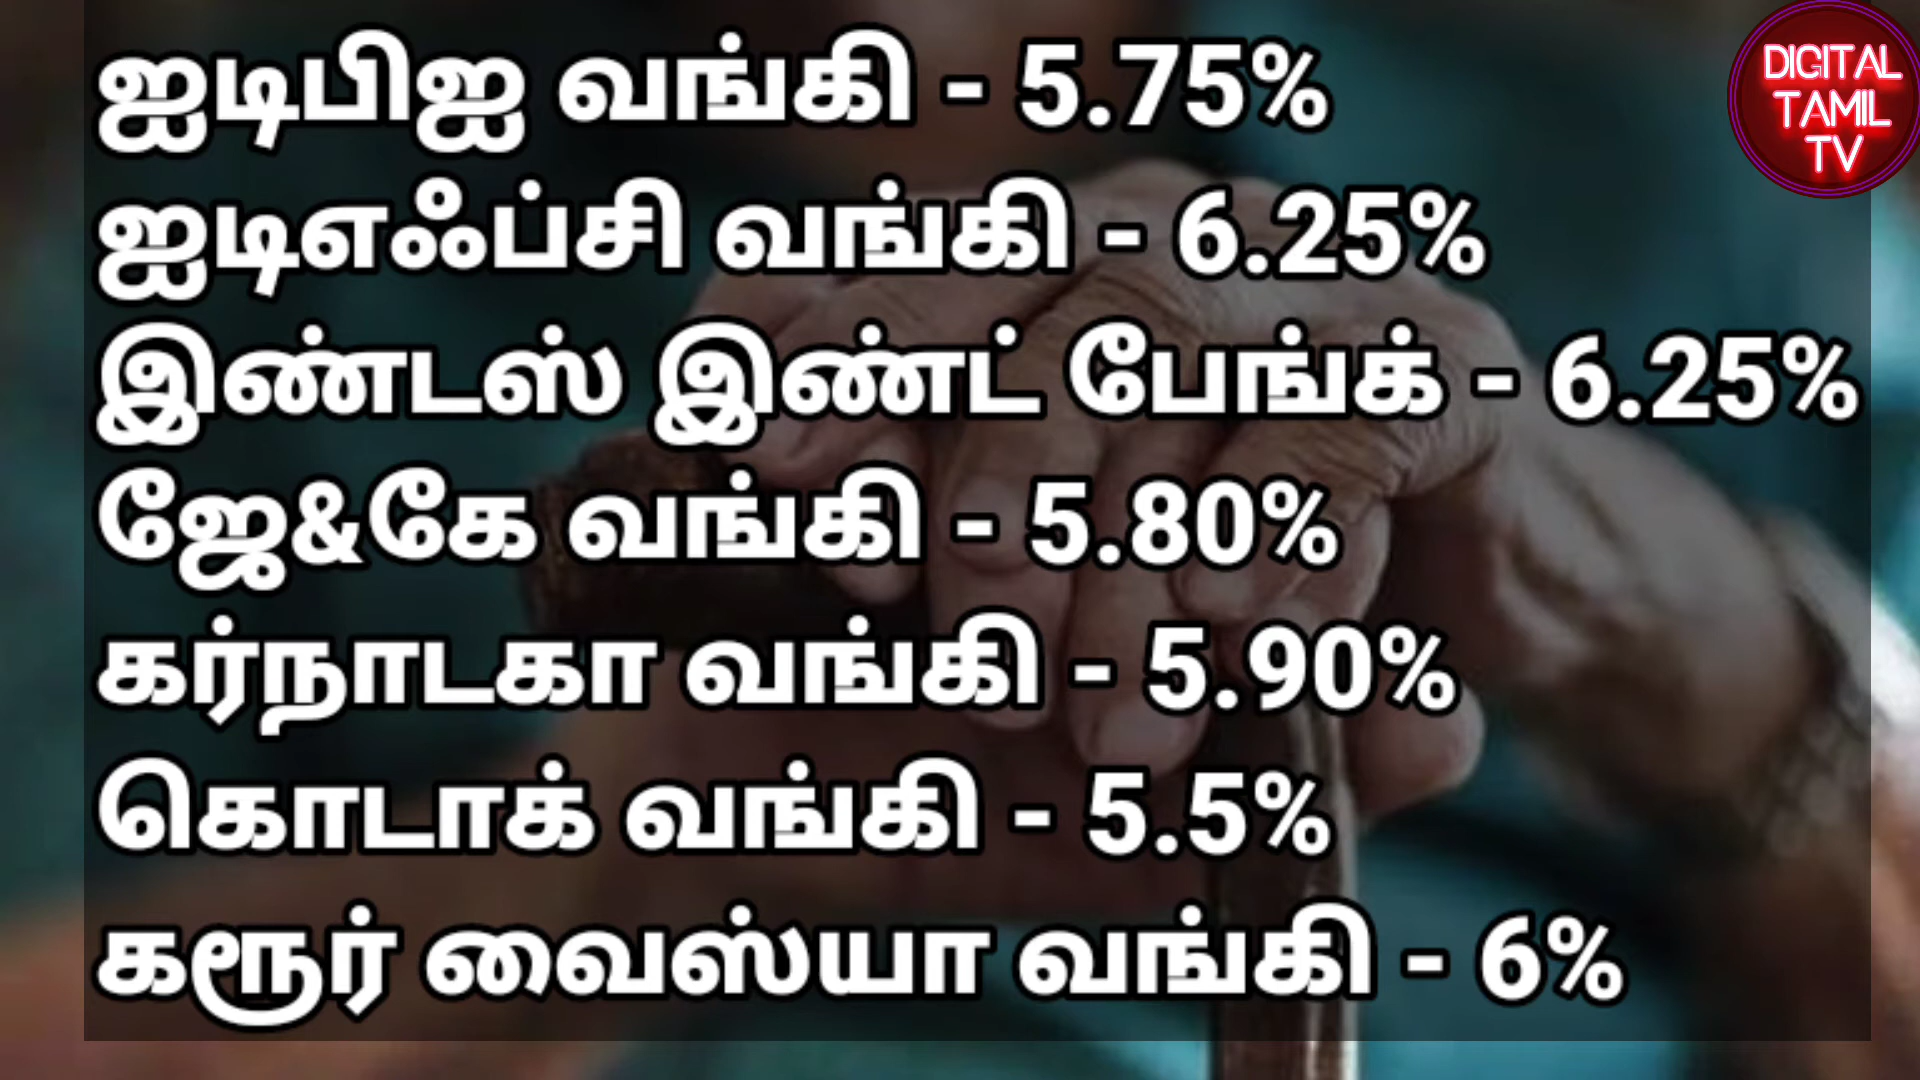 ஐடிபிஐ வங்கி - 5.75%
ஐடிஎஃப்சி வங்கி - 6.25%
இண்டஸ் இண்ட் பேங்க் - 6.25%
ஜே&கே வங்கி - 5.80%
கர்நாடகா வங்கி - 5.90%
கொடாக் வங்கி - 5.5%
கரூர் வைஸ்யா வங்கி - 6%
DIGITAL
TAMIL
TV